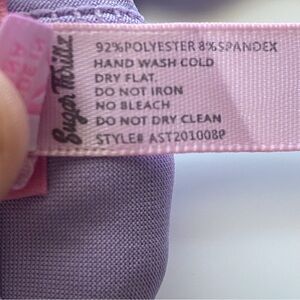 Sugar Thrillz
92%POLYESTER 8%SPANDEX
HAND WASH COLD
DRY FLAT.
DO NOT IRON
NO BLEACH
DO NOT DRY CLEAN
STYLE# AST201008P